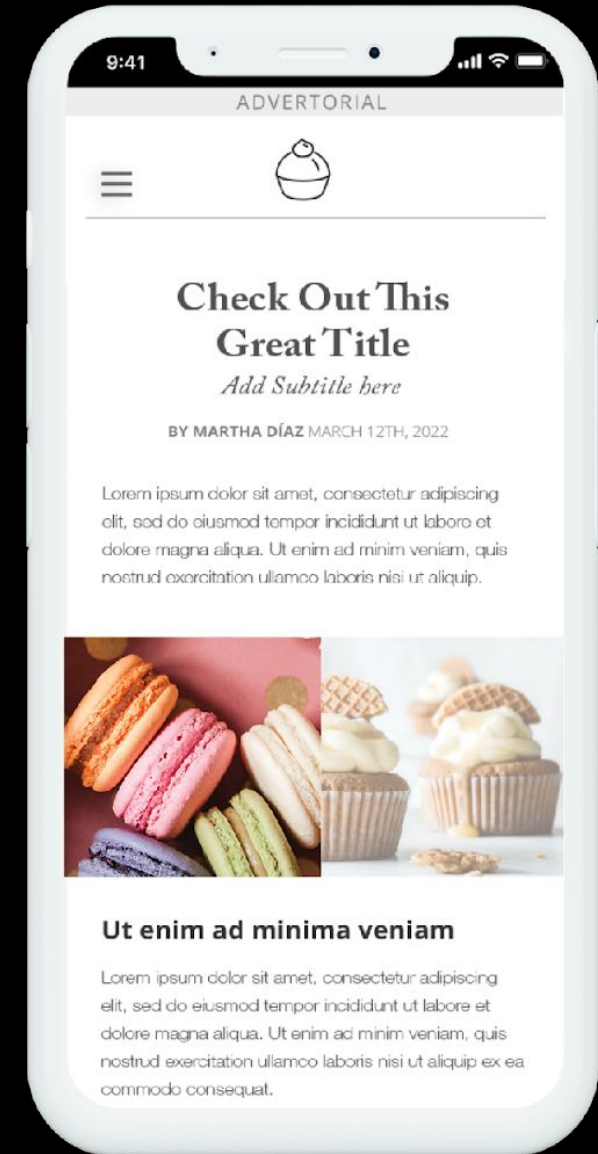 9:41
ADVERTORIAL
Check Out This
Great Title
Add Subtitle here
BY MARTHA DÍAZ MARCH 12TH, 2022
Lorem ipsum dolor sit amet, consectetur adipiscing
elit, sed do eiusmod tempor incididunt ut labore et
dolore magna aliqua. Ut enim ad minim veniam, quis
nostrud exercitation ullamco laboris nisi ut aliquip.
Ut enim ad minima veniam
Lorem ipsum dolor sit amet, consectetur adipiscing
elit, sed do eiusmod tempor incididunt ut labore et
dolore magna aliqua. Ut enim ad minim veniam, quis
nostrud exercitation ullamco laboris nisi ut aliquip ex ea
commodo consequat.